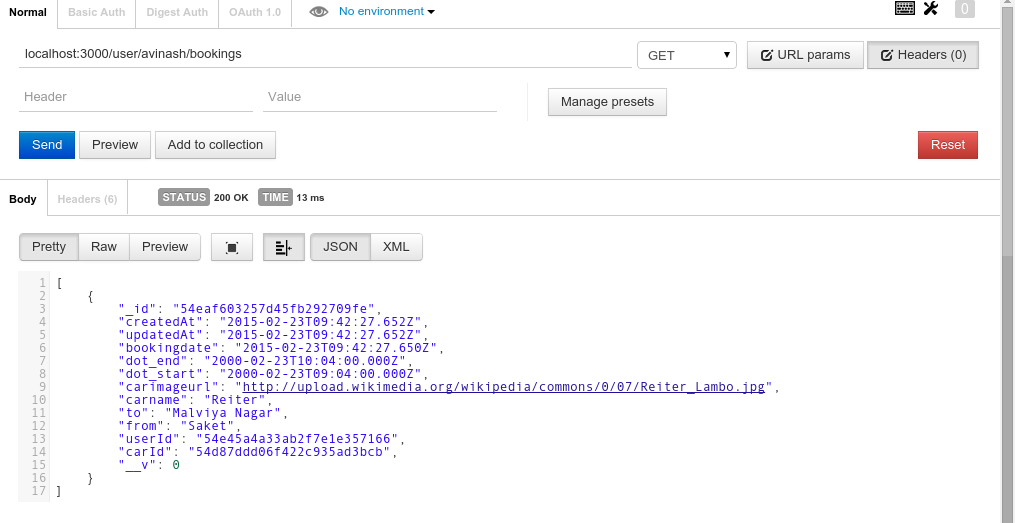 Normal Basic Auth Digest Auth OAuth 1.0 No environment 0
localhost:3000/user/avinash/bookings GET URL params Headers (0)
Header Value Manage presets
Send Preview Add to collection Reset
Body Headers (6) STATUS 200 OK TIME 13 ms
Pretty Raw Preview JSON XML
1 [
2 {
3 "_id": "54eaf603257d45fb292709fe",
4 "createdAt": "2015-02-23T09:42:27.652Z",
5 "updatedAt": "2015-02-23T09:42:27.652Z",
6 "bookingdate": "2015-02-23T09:42:27.650Z",
7 "dot_end": "2000-02-23T10:04:00.000Z",
8 "dot_start": "2000-02-23T09:04:00.000Z",
9 "carimageurl": "http://upload.wikimedia.org/wikipedia/commons/0/07/Reiter_Lambo.jpg",
10 "carname": "Reiter",
11 "to": "Malviya Nagar",
12 "from": "Saket",
13 "userId": "54e45a4a33ab2f7e1e357166",
14 "carId": "54d87ddd06f422c935ad3bcb",
15 "__v": 0
16 }
17 ]